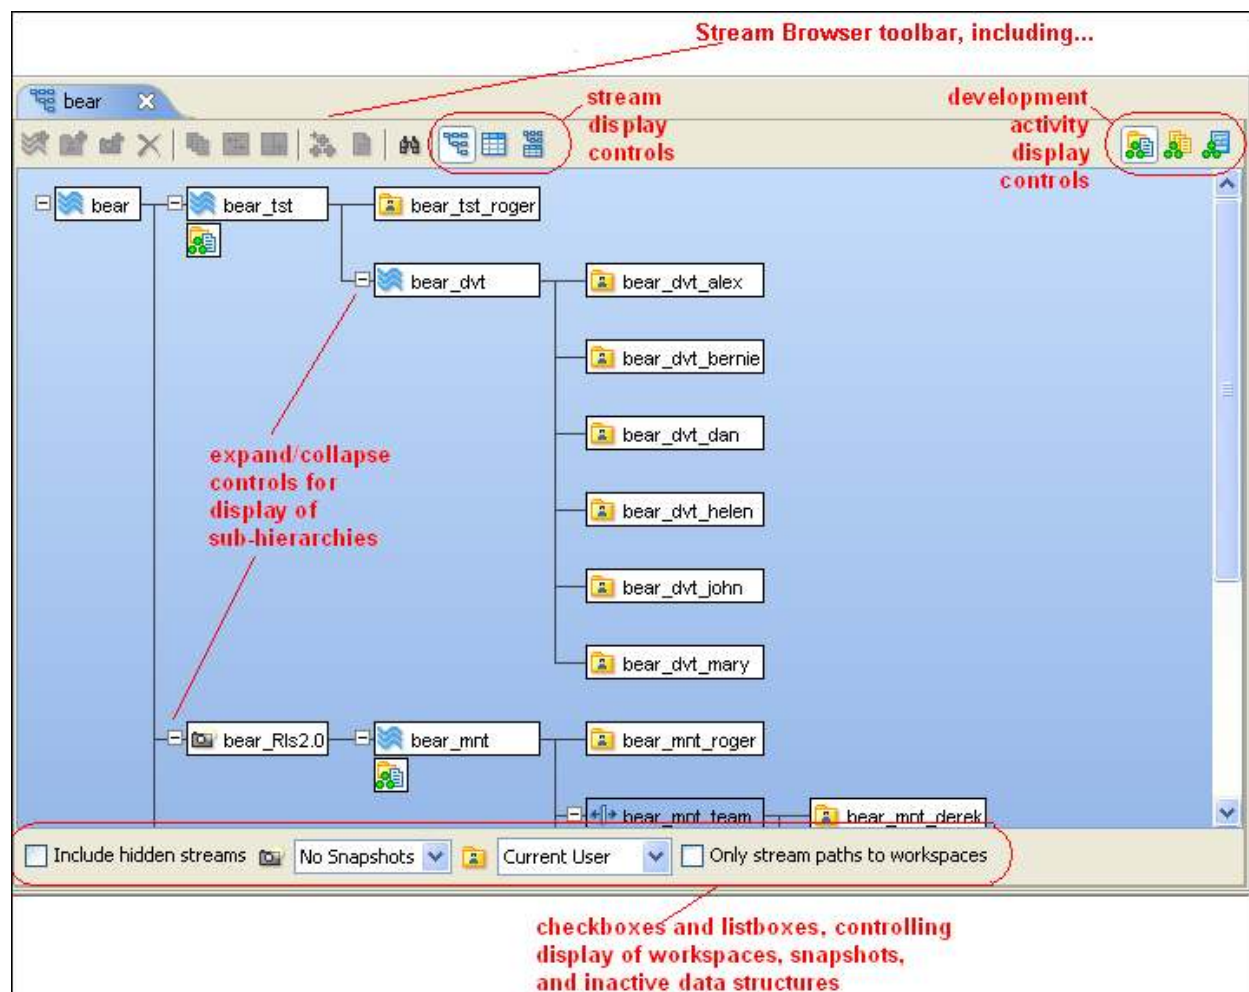 Stream Browser toolbar, including...
bear
stream
display
controls
development
activity
display
controls
bear
bear_tst
bear_tst_roger
bear_dvt
bear_dvt_alex
bear_dvt_bernie
bear_dvt_dan
expand/collapse
controls for
display of
sub-hierarchies
bear_dvt_helen
bear_dvt_john
bear_dvt_mary
bear_Rls2.0
bear_mnt
bear_mnt_roger
bear_mnt_team
bear_mnt_derek
Include hidden streams
No Snapshots
Current User
Only stream paths to workspaces
checkboxes and listboxes, controlling
display of workspaces, snapshots,
and inactive data structures